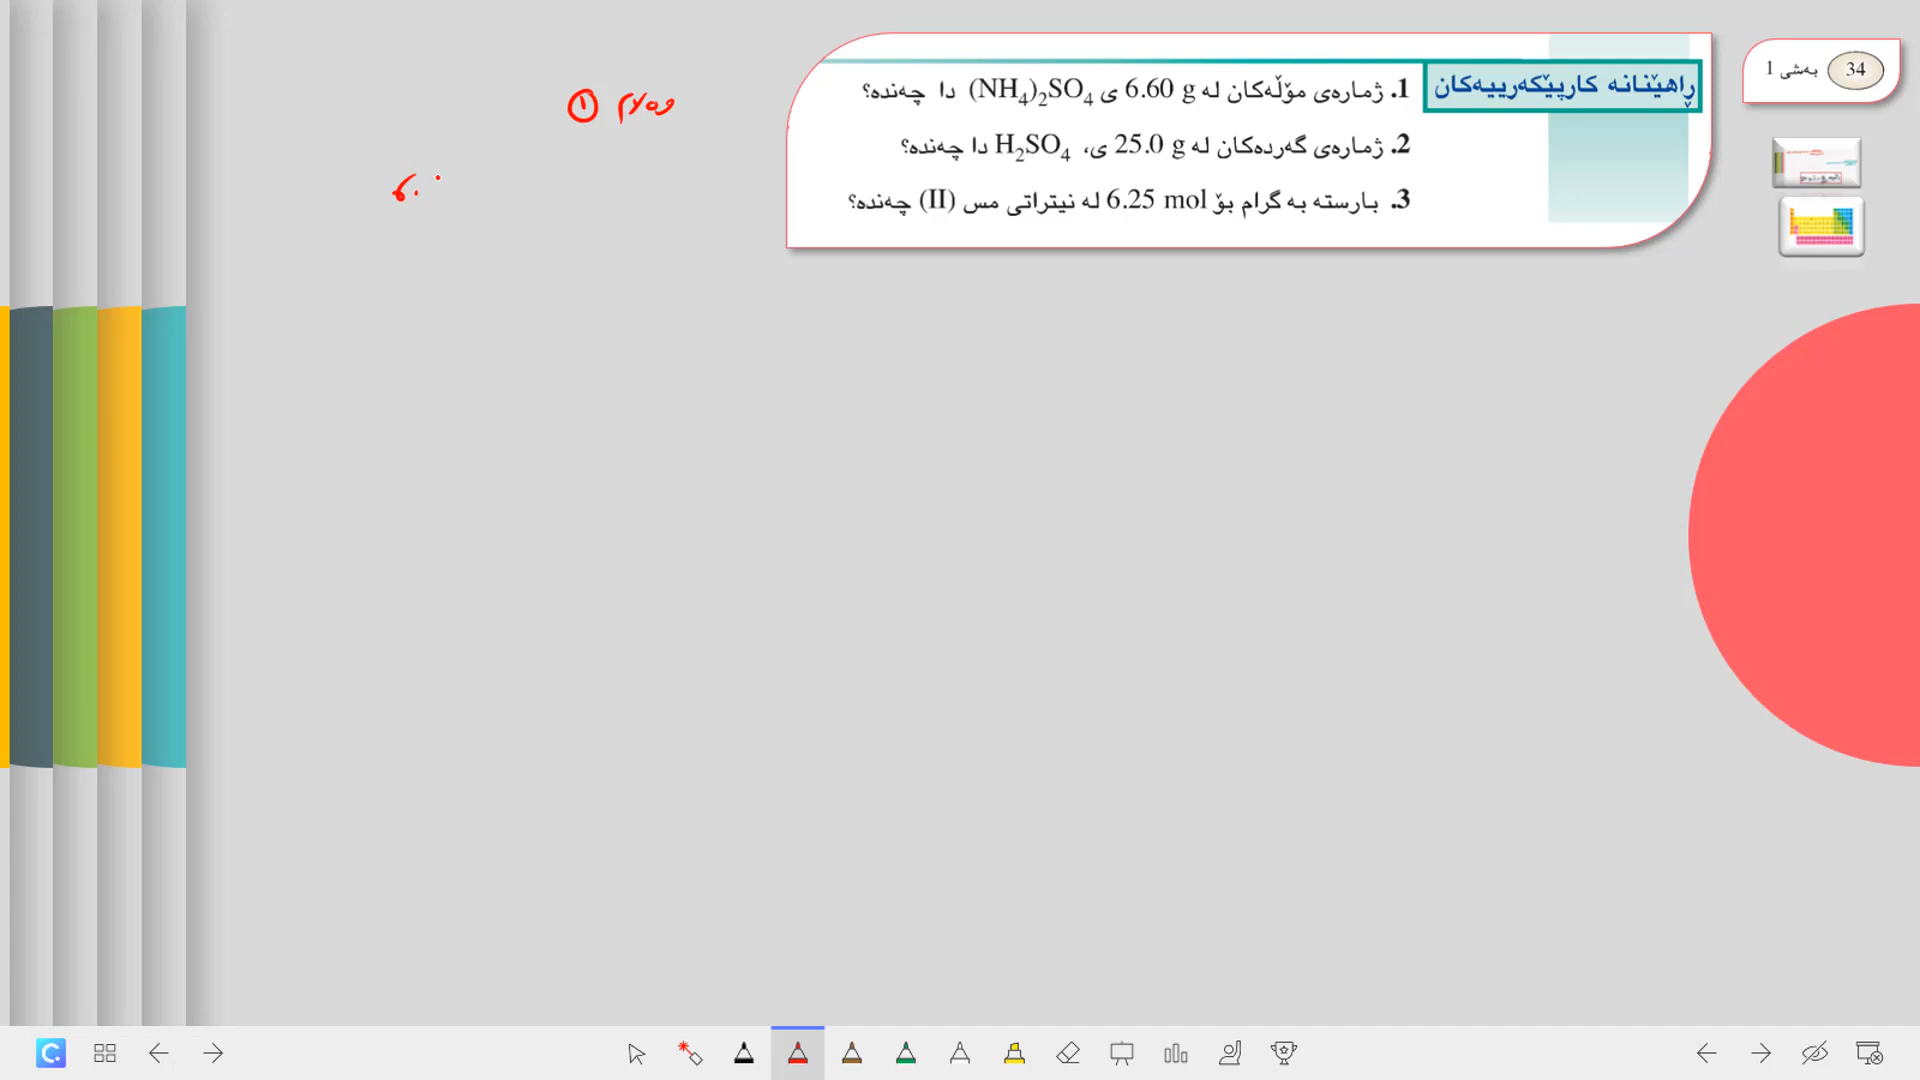 34 بەشی 1
ڕاهێنانە کارپێکەرییەکان
1. ژمارەی مۆڵەکان لە 6.60 g ی (NH₄)₂SO₄ دا چەندە؟
2. ژمارەی گەردەکان لە 25.0 g ی، H₂SO₄ دا چەندە؟
3. بارستە بە گرام بۆ 6.25 mol لە نیتراتی مس (II) چەندە؟
وەڵام ①
6.